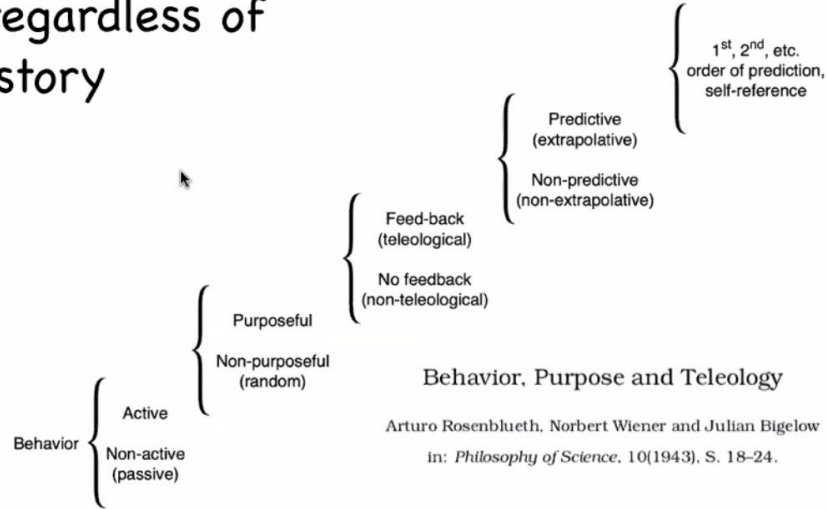 regardless of
story
1st, 2nd, etc.
order of prediction,
self-reference
Predictive
(extrapolative)
Non-predictive
(non-extrapolative)
Feed-back
(teleological)
No feedback
(non-teleological)
Purposeful
Non-purposeful
(random)
Active
Behavior
Non-active
(passive)
Behavior, Purpose and Teleology
Arturo Rosenblueth, Norbert Wiener and Julian Bigelow
in: Philosophy of Science, 10(1943), S. 18–24.